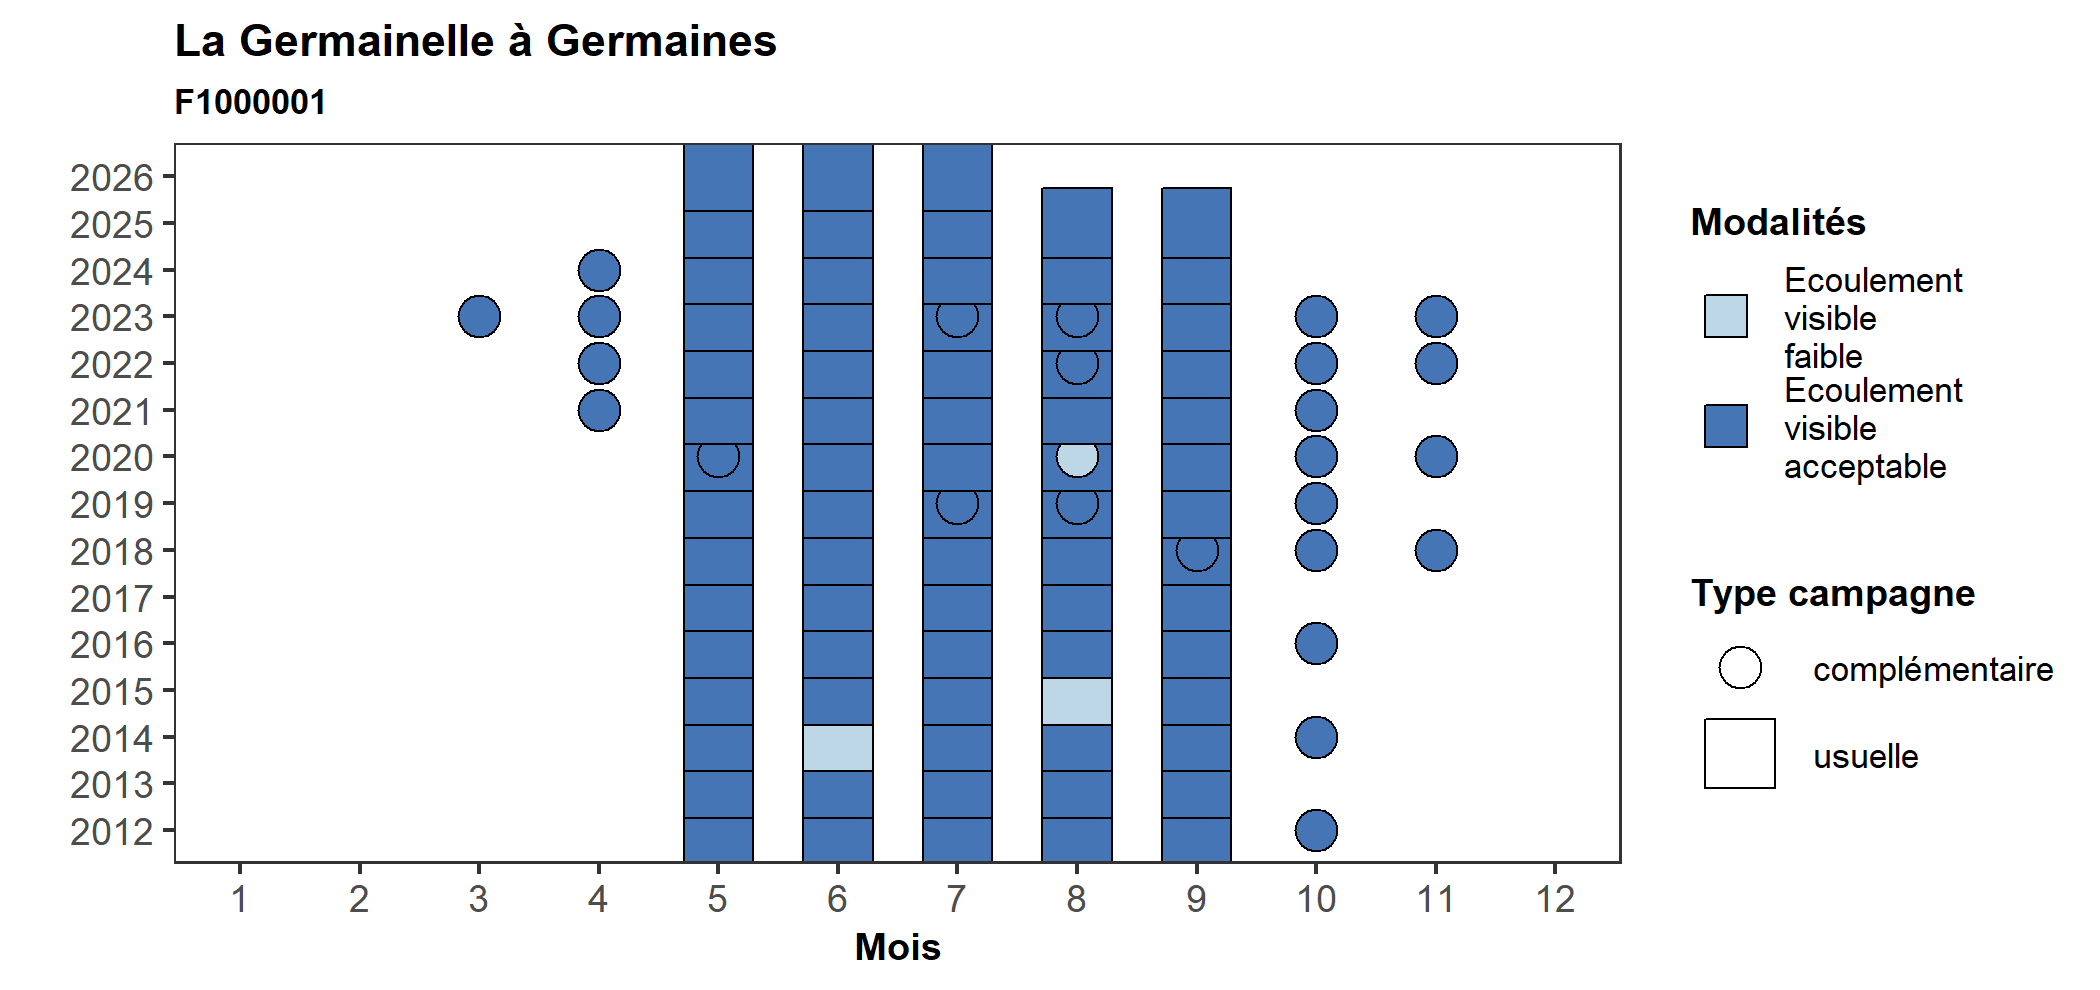 La Germainelle à Germaines
F1000001
2026
2025
2024
2023
2022
2021
2020
2019
2018
2017
2016
2015
2014
2013
2012
1 2 3 4 5 6 7 8 9 10 11 12
Mois
Modalités
Ecoulement
visible
faible
Ecoulement
visible
acceptable
Type campagne
complémentaire
usuelle